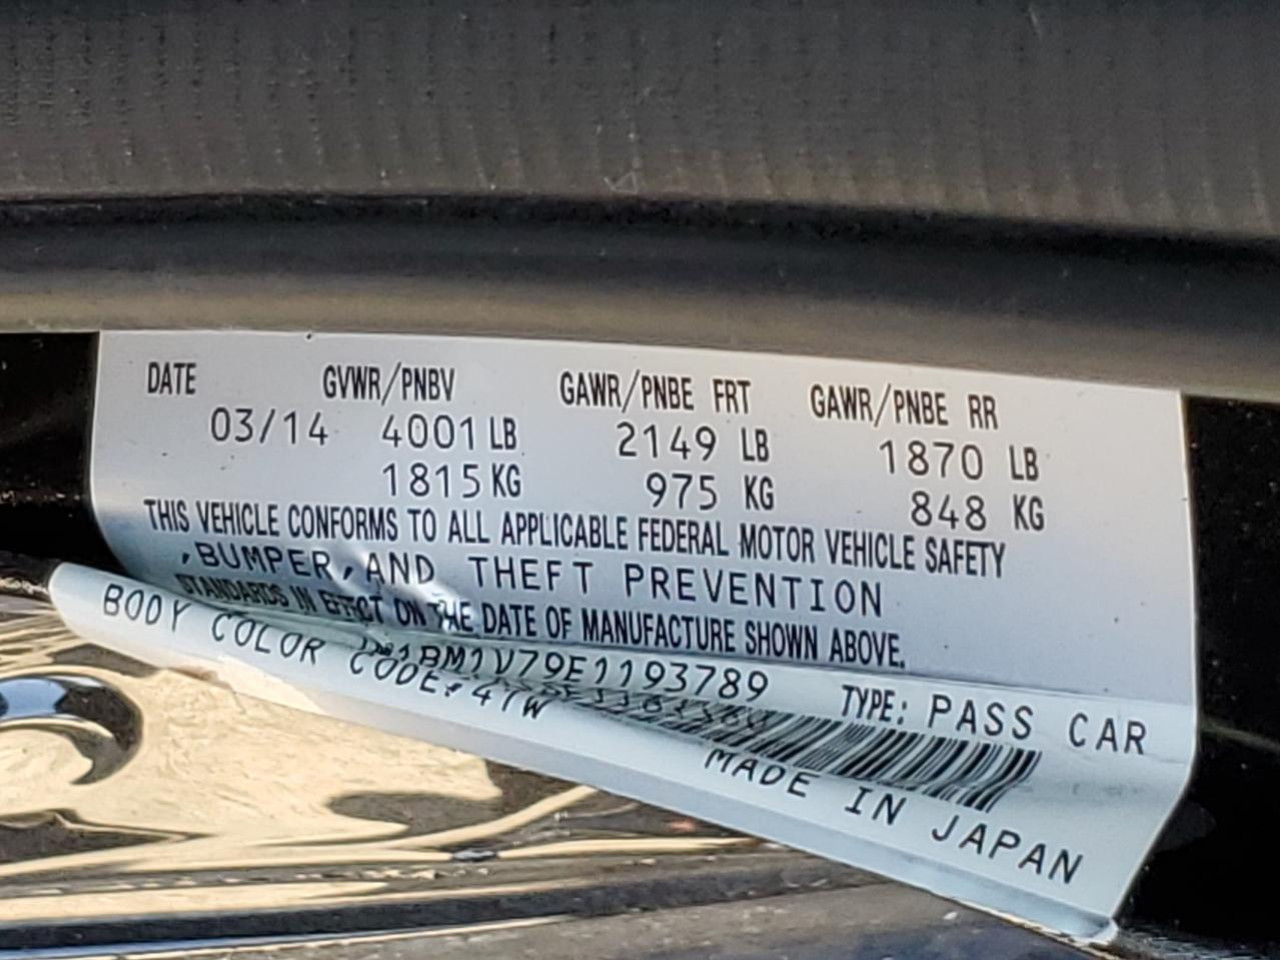 DATE GVWR/PNBV GAWR/PNBE FRT GAWR/PNBE RR
03/14 4001 LB 2149 LB 1870 LB
1815 KG 975 KG 848 KG
THIS VEHICLE CONFORMS TO ALL APPLICABLE FEDERAL MOTOR VEHICLE SAFETY
,BUMPER,AND THEFT PREVENTION
STANDARDS IN EFFECT ON THE DATE OF MANUFACTURE SHOWN ABOVE.
TYPE: PASS CAR
BODY COLOR CODE:
MADE IN JAPAN